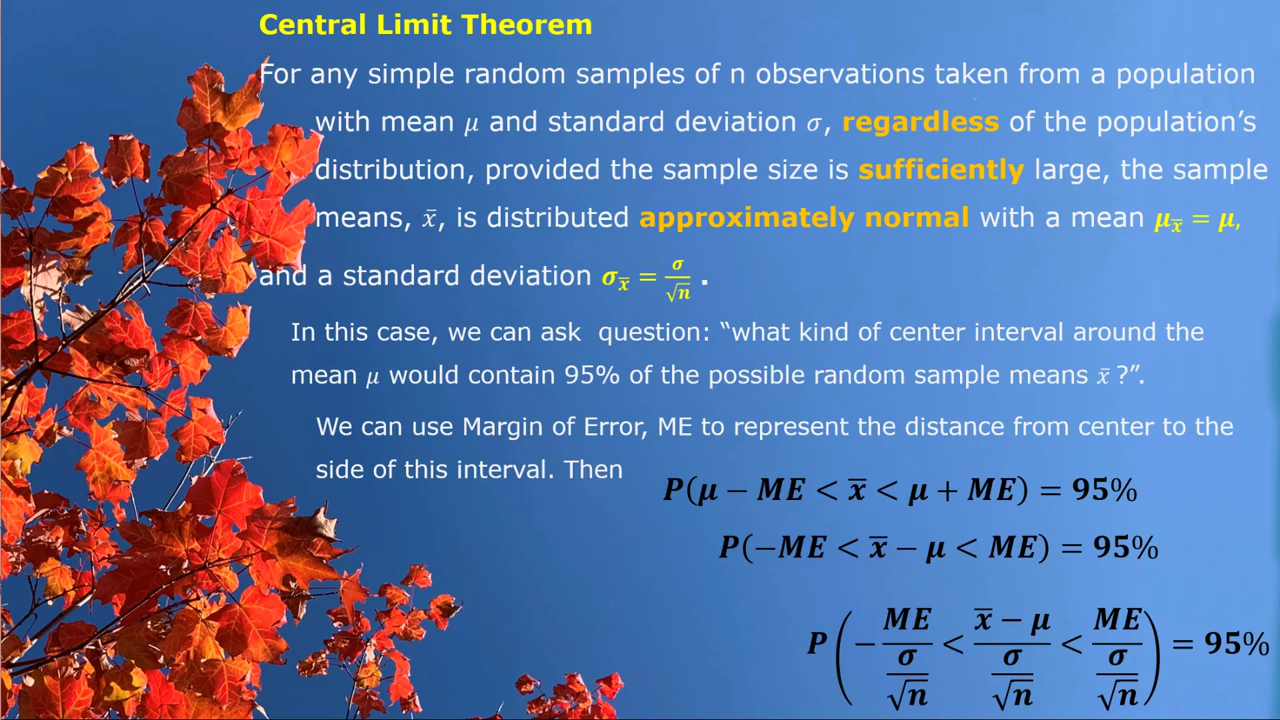 Central Limit Theorem
For any simple random samples of n observations taken from a population
with mean μ and standard deviation σ, regardless of the population’s
distribution, provided the sample size is sufficiently large, the sample
means, x̄, is distributed approximately normal with a mean μ_x̄ = μ,
and a standard deviation σ_x̄ = σ/√n .
In this case, we can ask  question: “what kind of center interval around the
mean μ would contain 95% of the possible random sample means x̄ ?”.
We can use Margin of Error, ME to represent the distance from center to the
side of this interval. Then
P(μ − ME < x̄ < μ + ME) = 95%
P(−ME < x̄ − μ < ME) = 95%
P(− ME/(σ/√n) < (x̄ − μ)/(σ/√n) < ME/(σ/√n)) = 95%